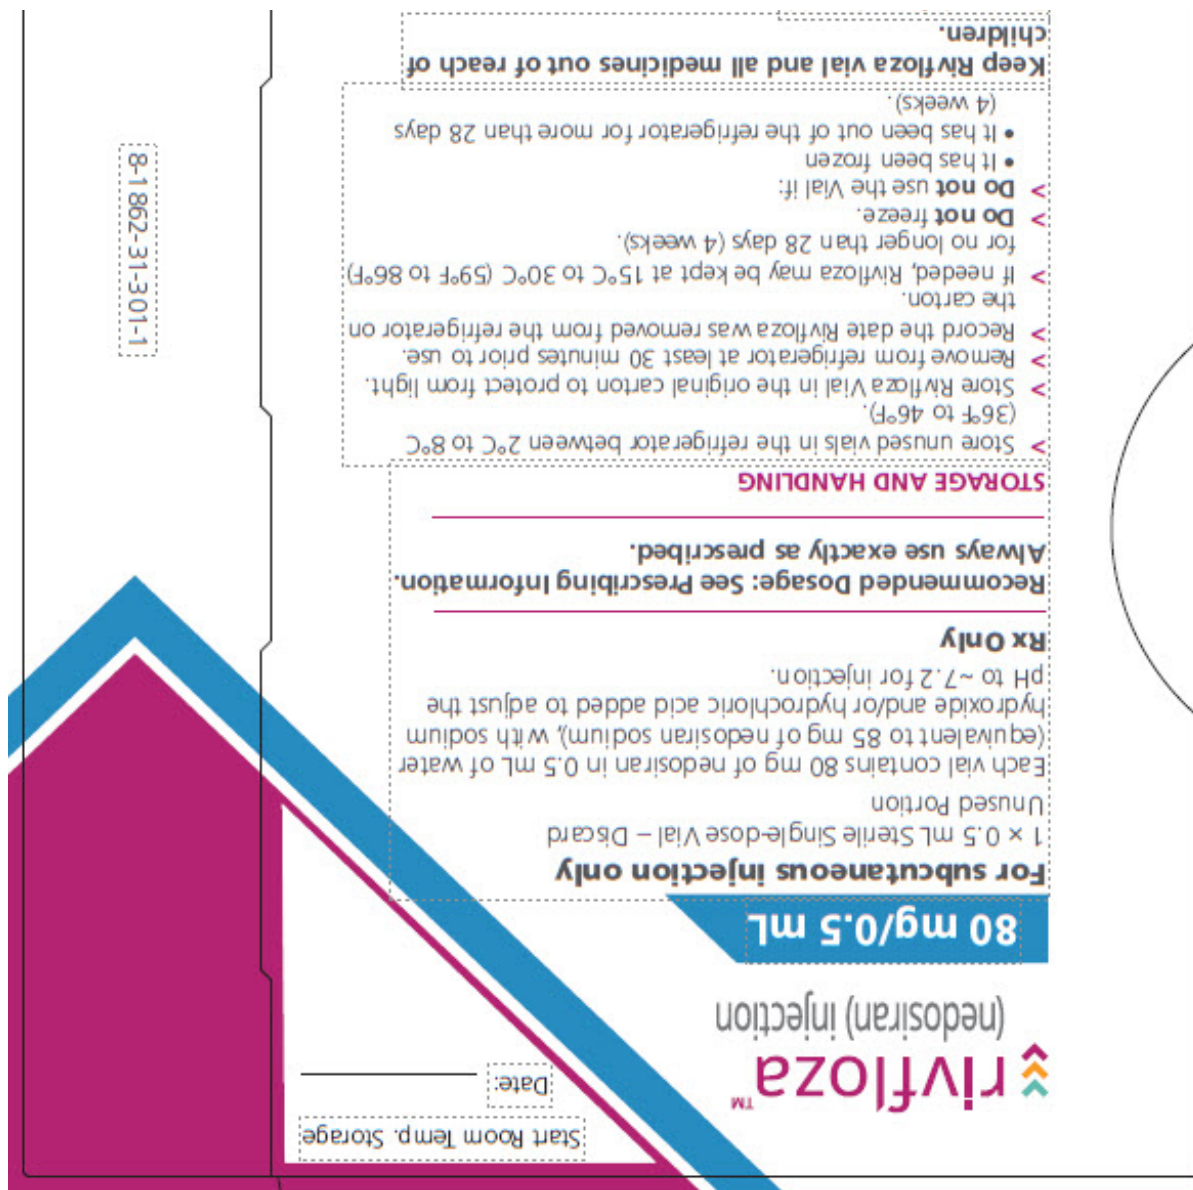 rivfloza™
(nedosiran) injection
80 mg/0.5 mL
For subcutaneous injection only
1 × 0.5 mL Sterile Single-dose Vial – Discard
Unused Portion
Each vial contains 80 mg of nedosiran in 0.5 mL of water
(equivalent to 85 mg of nedosiran sodium), with sodium
hydroxide and/or hydrochloric acid added to adjust the
pH to ~7.2 for injection.
Rx Only
Recommended Dosage: See Prescribing Information.
Always use exactly as prescribed.
STORAGE AND HANDLING
> Store unused vials in the refrigerator between 2°C to 8°C
(36°F to 46°F).
> Store Rivfloza Vial in the original carton to protect from light.
> Remove from refrigerator at least 30 minutes prior to use.
> Record the date Rivfloza was removed from the refrigerator on
the carton.
> If needed, Rivfloza may be kept at 15°C to 30°C (59°F to 86°F)
for no longer than 28 days (4 weeks).
> Do not freeze.
> Do not use the Vial if:
• It has been frozen
• It has been out of the refrigerator for more than 28 days
(4 weeks).
Keep Rivfloza vial and all medicines out of reach of
children.
Start Room Temp. Storage
Date:
8-1862-31-301-1